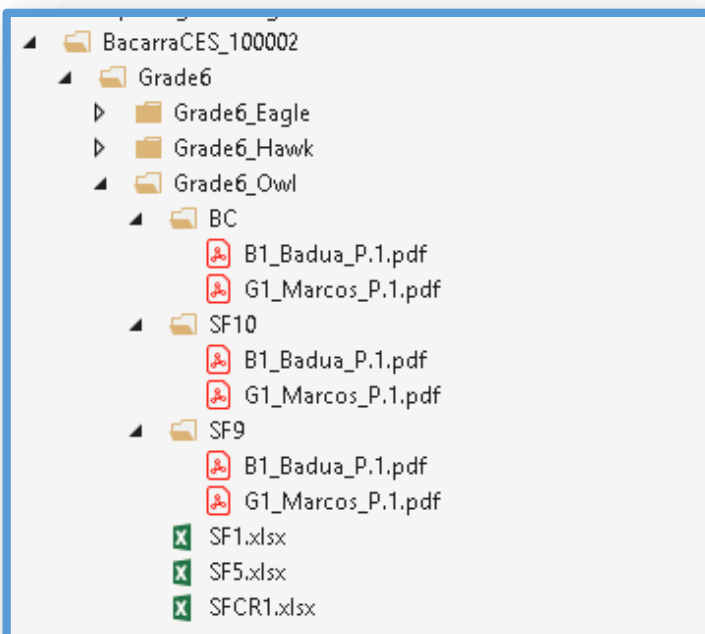 BacarraCES_100002
Grade6
Grade6_Eagle
Grade6_Hawk
Grade6_Owl
BC
B1_Badua_P.1.pdf
G1_Marcos_P.1.pdf
SF10
B1_Badua_P.1.pdf
G1_Marcos_P.1.pdf
SF9
B1_Badua_P.1.pdf
G1_Marcos_P.1.pdf
SF1.xlsx
SF5.xlsx
SFCR1.xlsx